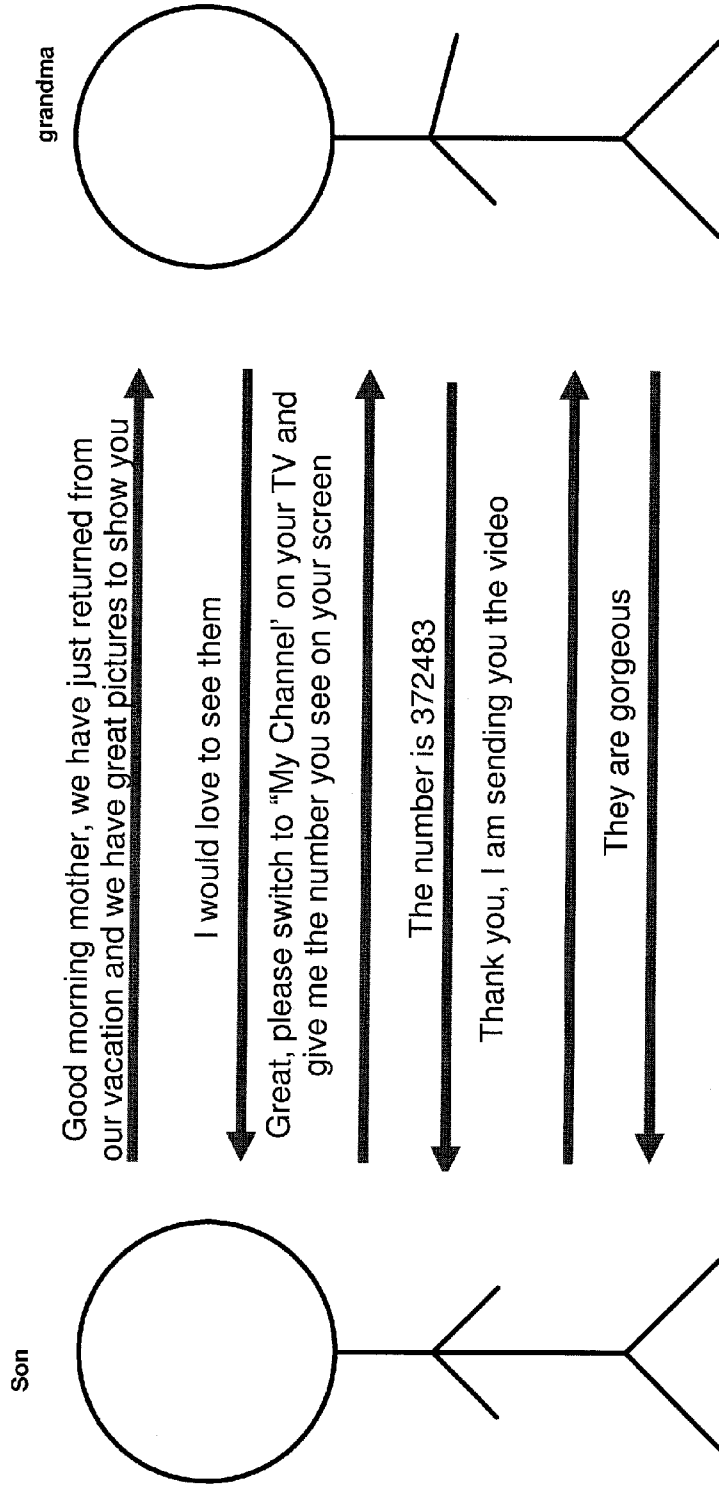 Son
grandma
Good morning mother, we have just returned from
our vacation and we have great pictures to show you
I would love to see them
Great, please switch to “My Channel’ on your TV and
give me the number you see on your screen
The number is 372483
Thank you, I am sending you the video
They are gorgeous